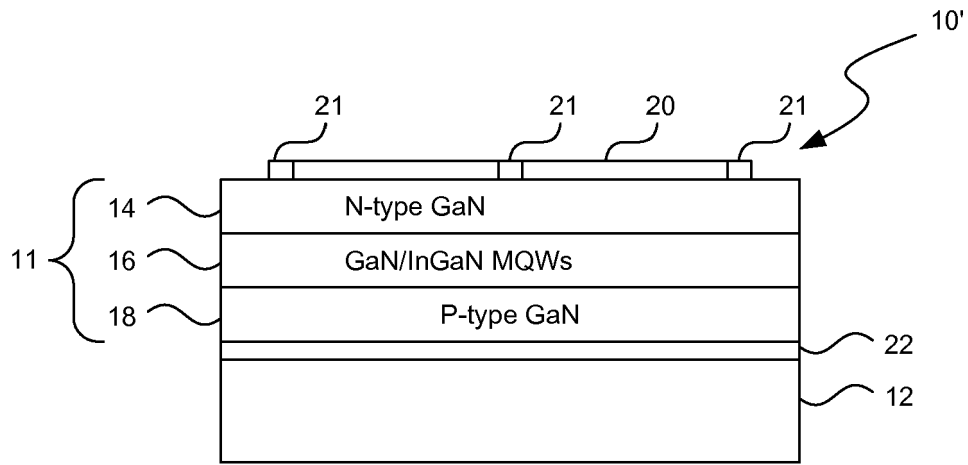 10'
21 21 20 21
14 N-type GaN
11 16 GaN/InGaN MQWs
18 P-type GaN
22
12